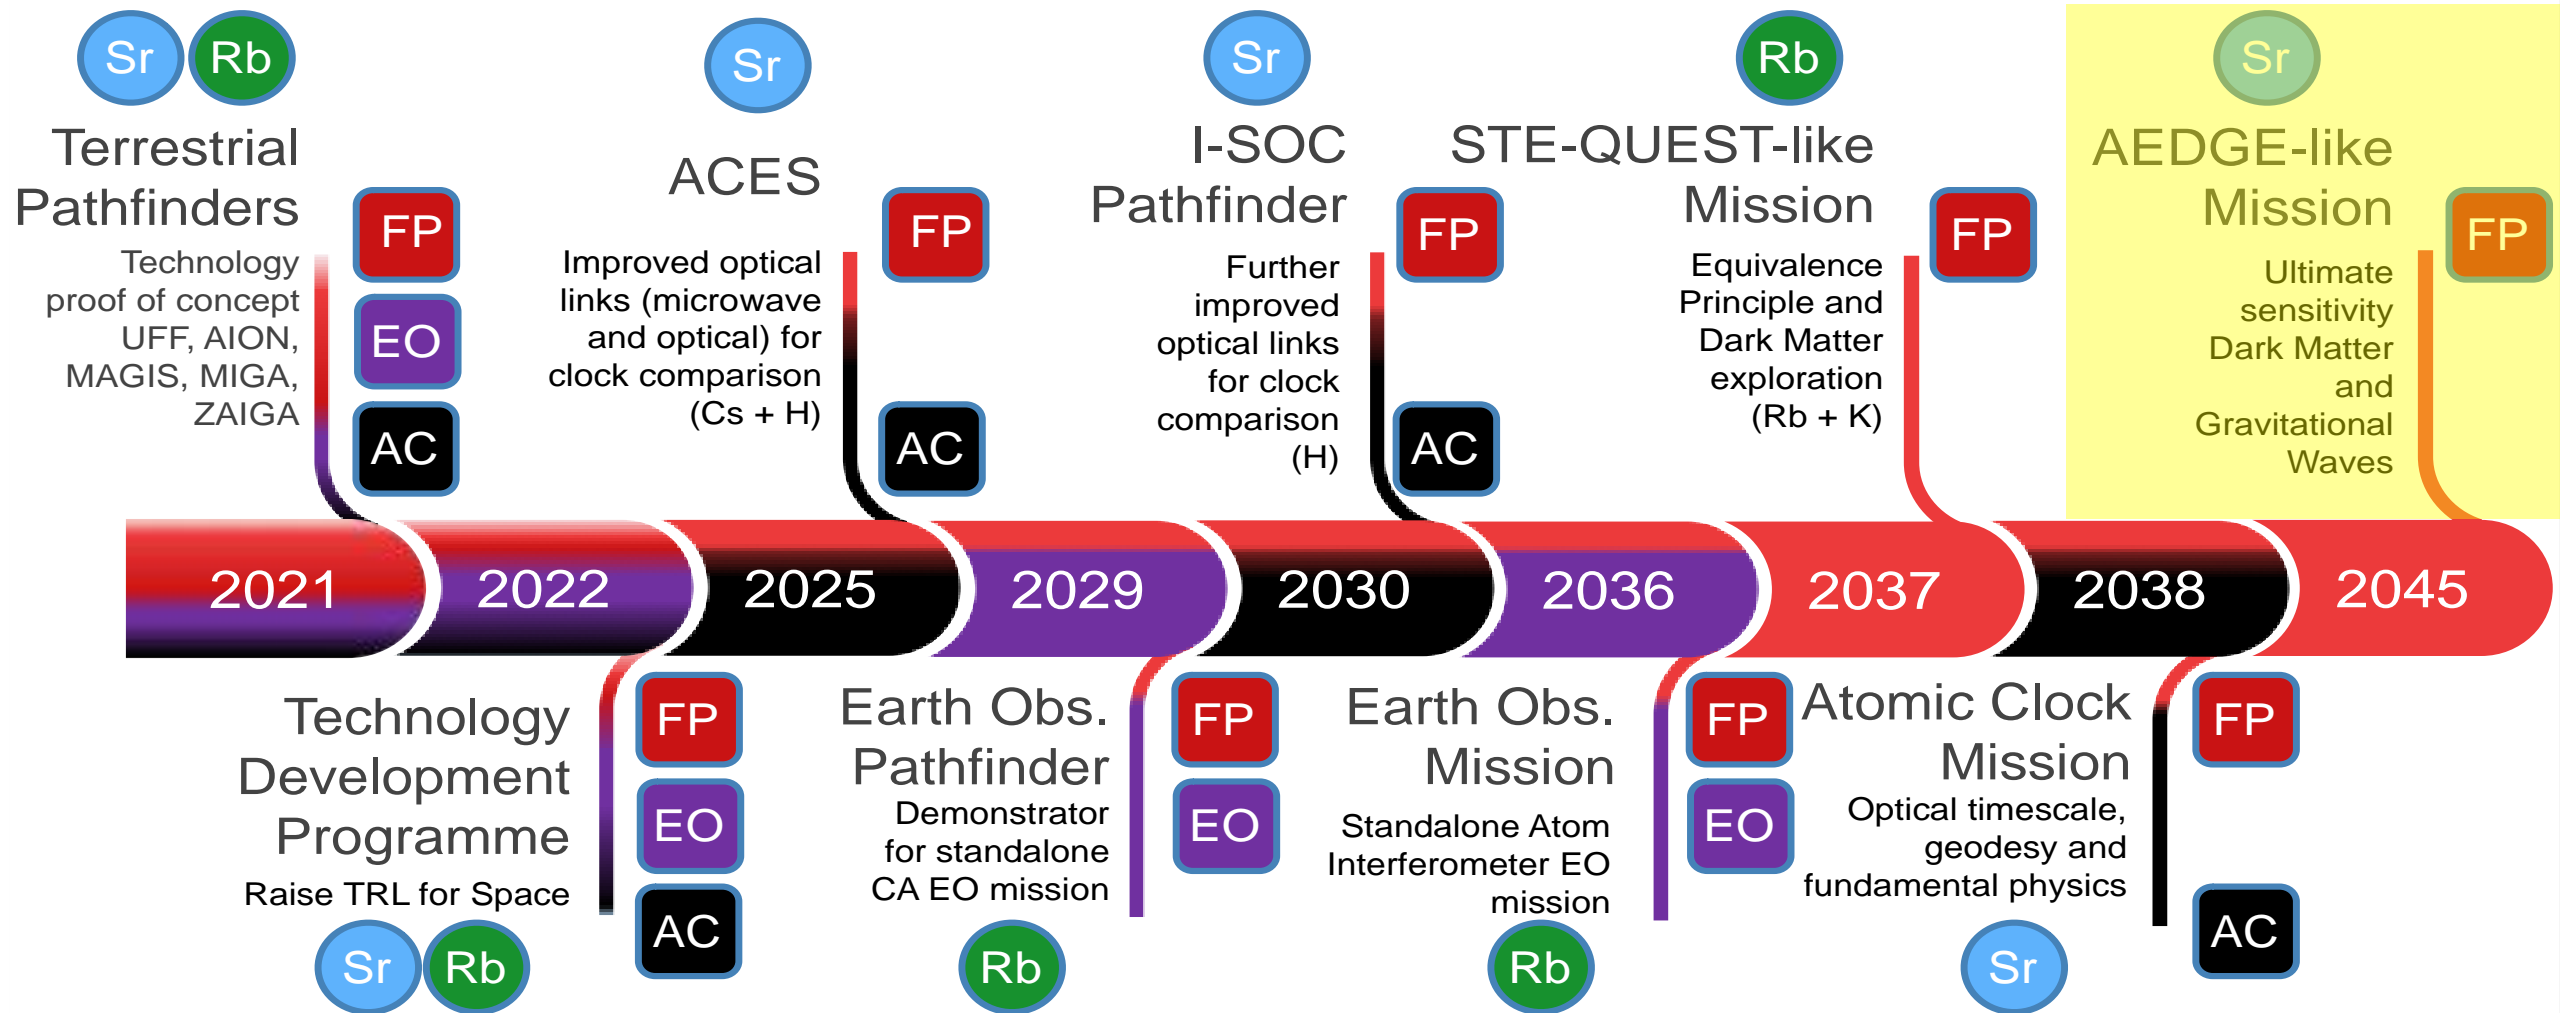 Sr Rb
Terrestrial
Pathfinders
Technology
proof of concept
UFF, AION,
MAGIS, MIGA,
ZAIGA
FP
EO
AC
Sr
ACES
Improved optical
links (microwave
and optical) for
clock comparison
(Cs + H)
FP
AC
Sr
I-SOC
Pathfinder
Further
improved
optical links
for clock
comparison
(H)
FP
AC
Rb
STE-QUEST-like
Mission
Equivalence
Principle and
Dark Matter
exploration
(Rb + K)
FP
Sr
AEDGE-like
Mission
Ultimate
sensitivity
Dark Matter
and
Gravitational
Waves
FP
2021 2022 2025 2029 2030 2036 2037 2038 2045
Technology
Development
Programme
Raise TRL for Space
Sr Rb
FP
EO
AC
Earth Obs.
Pathfinder
Demonstrator
for standalone
CA EO mission
Rb
FP
EO
Earth Obs.
Mission
Standalone Atom
Interferometer EO
mission
Rb
FP
EO
Atomic Clock
Mission
Optical timescale,
geodesy and
fundamental physics
Sr
FP
AC